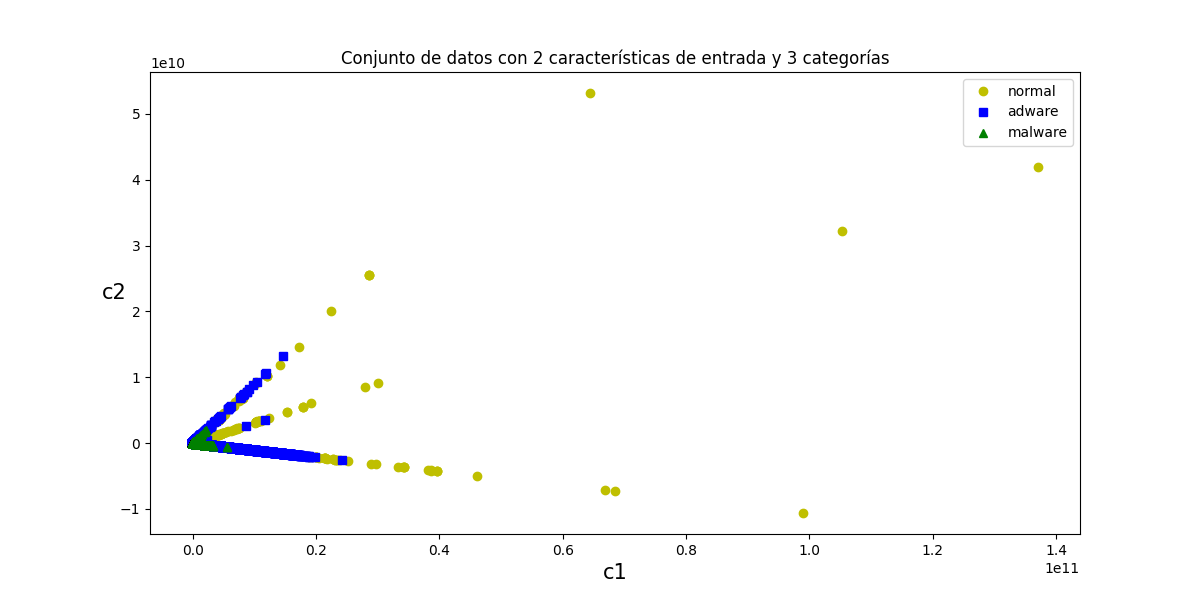 Conjunto de datos con 2 características de entrada y 3 categorías
1e10
normal
adware
malware
5
4
3
2
1
0
−1
c2
0.0 0.2 0.4 0.6 0.8 1.0 1.2 1.4
1e11
c1